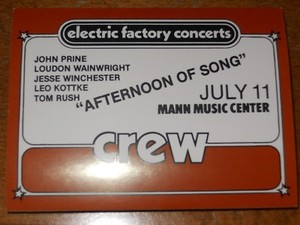 electric factory concerts
JOHN PRINE
LOUDON WAINWRIGHT
JESSE WINCHESTER
LEO KOTTKE
TOM RUSH
"AFTERNOON OF SONG"
JULY 11
MANN MUSIC CENTER
crew